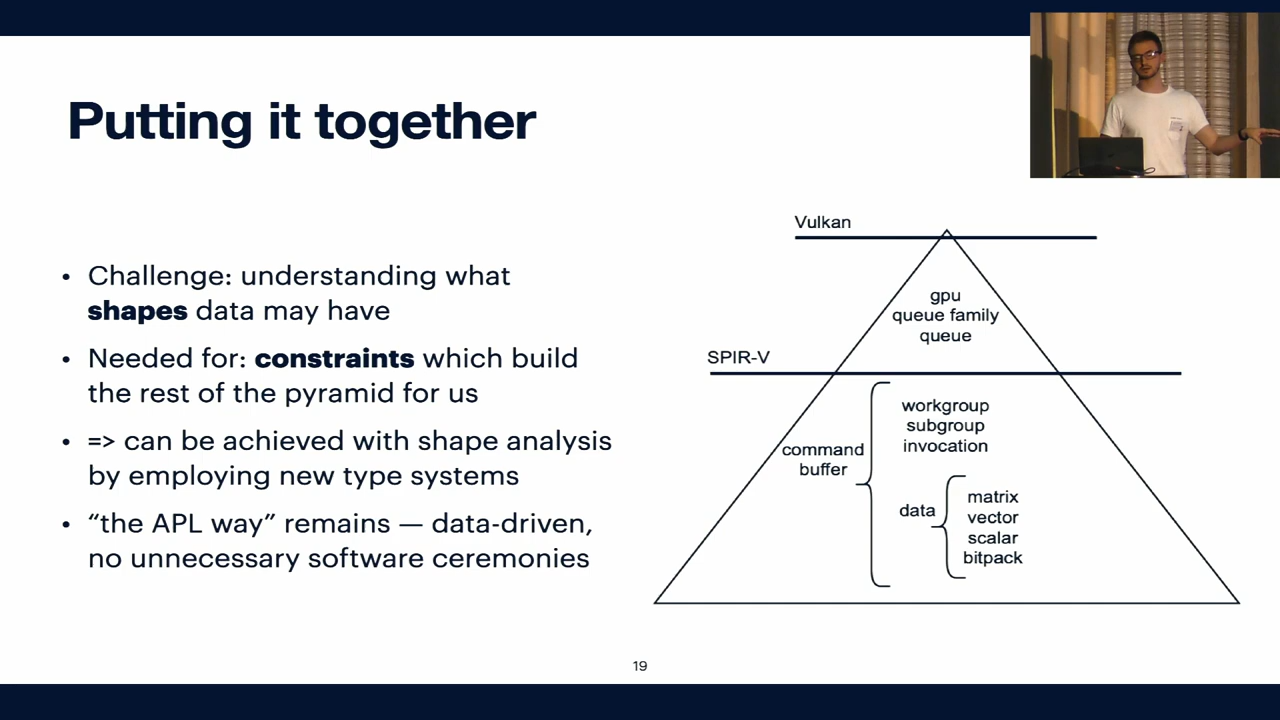 Putting it together
• Challenge: understanding what
shapes data may have
• Needed for: constraints which build
the rest of the pyramid for us
• => can be achieved with shape analysis
by employing new type systems
• “the APL way” remains — data-driven,
no unnecessary software ceremonies
Vulkan
gpu
queue family
queue
SPIR-V
workgroup
subgroup
invocation
command
buffer
data
matrix
vector
scalar
bitpack
19